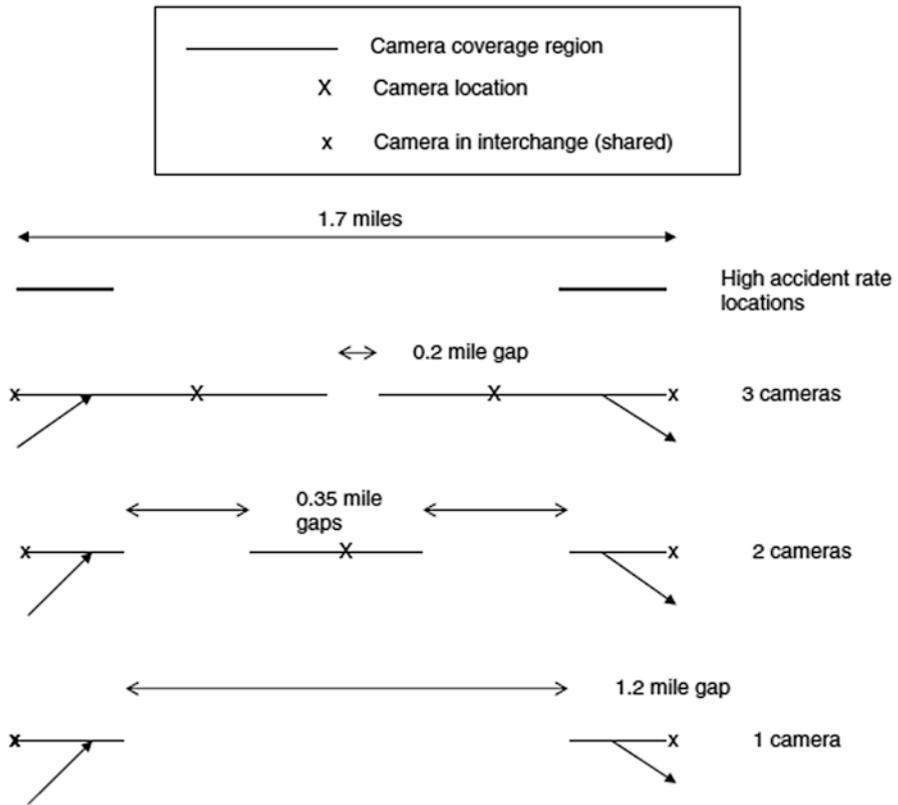 Camera coverage region
X Camera location
x Camera in interchange (shared)
1.7 miles
High accident rate
locations
0.2 mile gap
x X X x 3 cameras
0.35 mile
gaps
x X x 2 cameras
1.2 mile gap
x x 1 camera